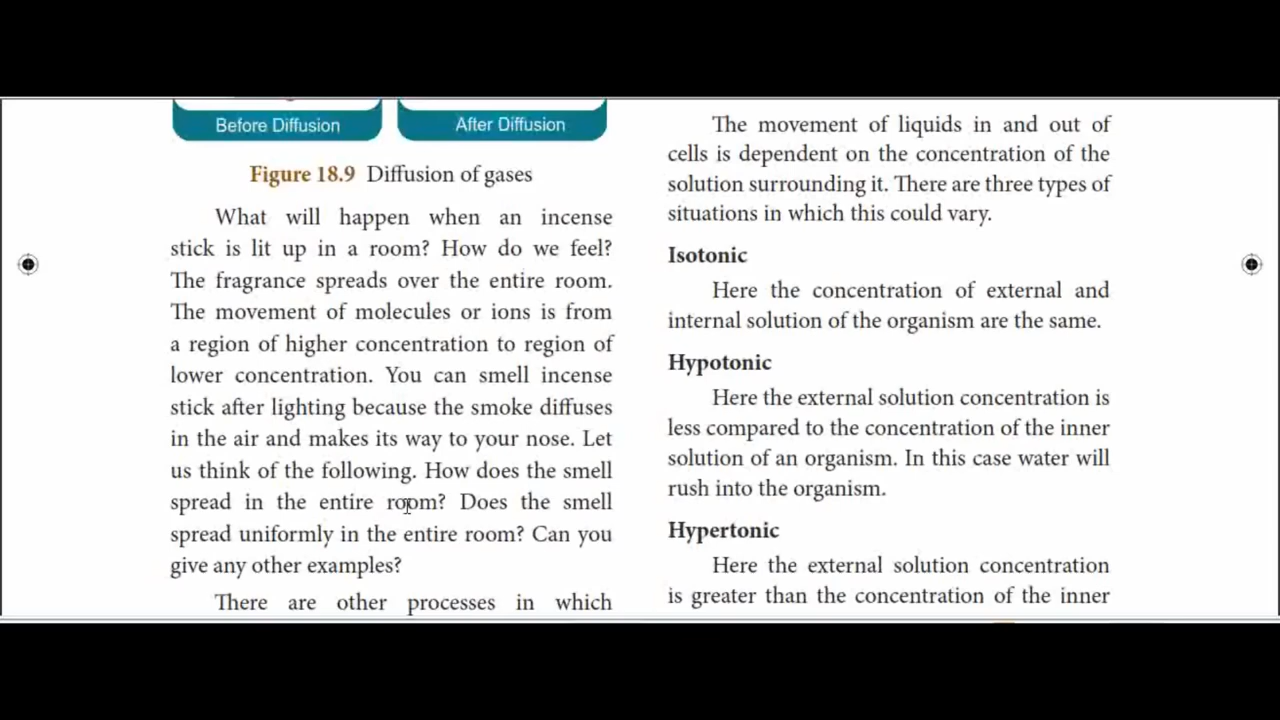 Before Diffusion
After Diffusion
Figure 18.9 Diffusion of gases
What will happen when an incense
stick is lit up in a room? How do we feel?
The fragrance spreads over the entire room.
The movement of molecules or ions is from
a region of higher concentration to region of
lower concentration. You can smell incense
stick after lighting because the smoke diffuses
in the air and makes its way to your nose. Let
us think of the following. How does the smell
spread in the entire room? Does the smell
spread uniformly in the entire room? Can you
give any other examples?
There are other processes in which
The movement of liquids in and out of
cells is dependent on the concentration of the
solution surrounding it. There are three types of
situations in which this could vary.
Isotonic
Here the concentration of external and
internal solution of the organism are the same.
Hypotonic
Here the external solution concentration is
less compared to the concentration of the inner
solution of an organism. In this case water will
rush into the organism.
Hypertonic
Here the external solution concentration
is greater than the concentration of the inner